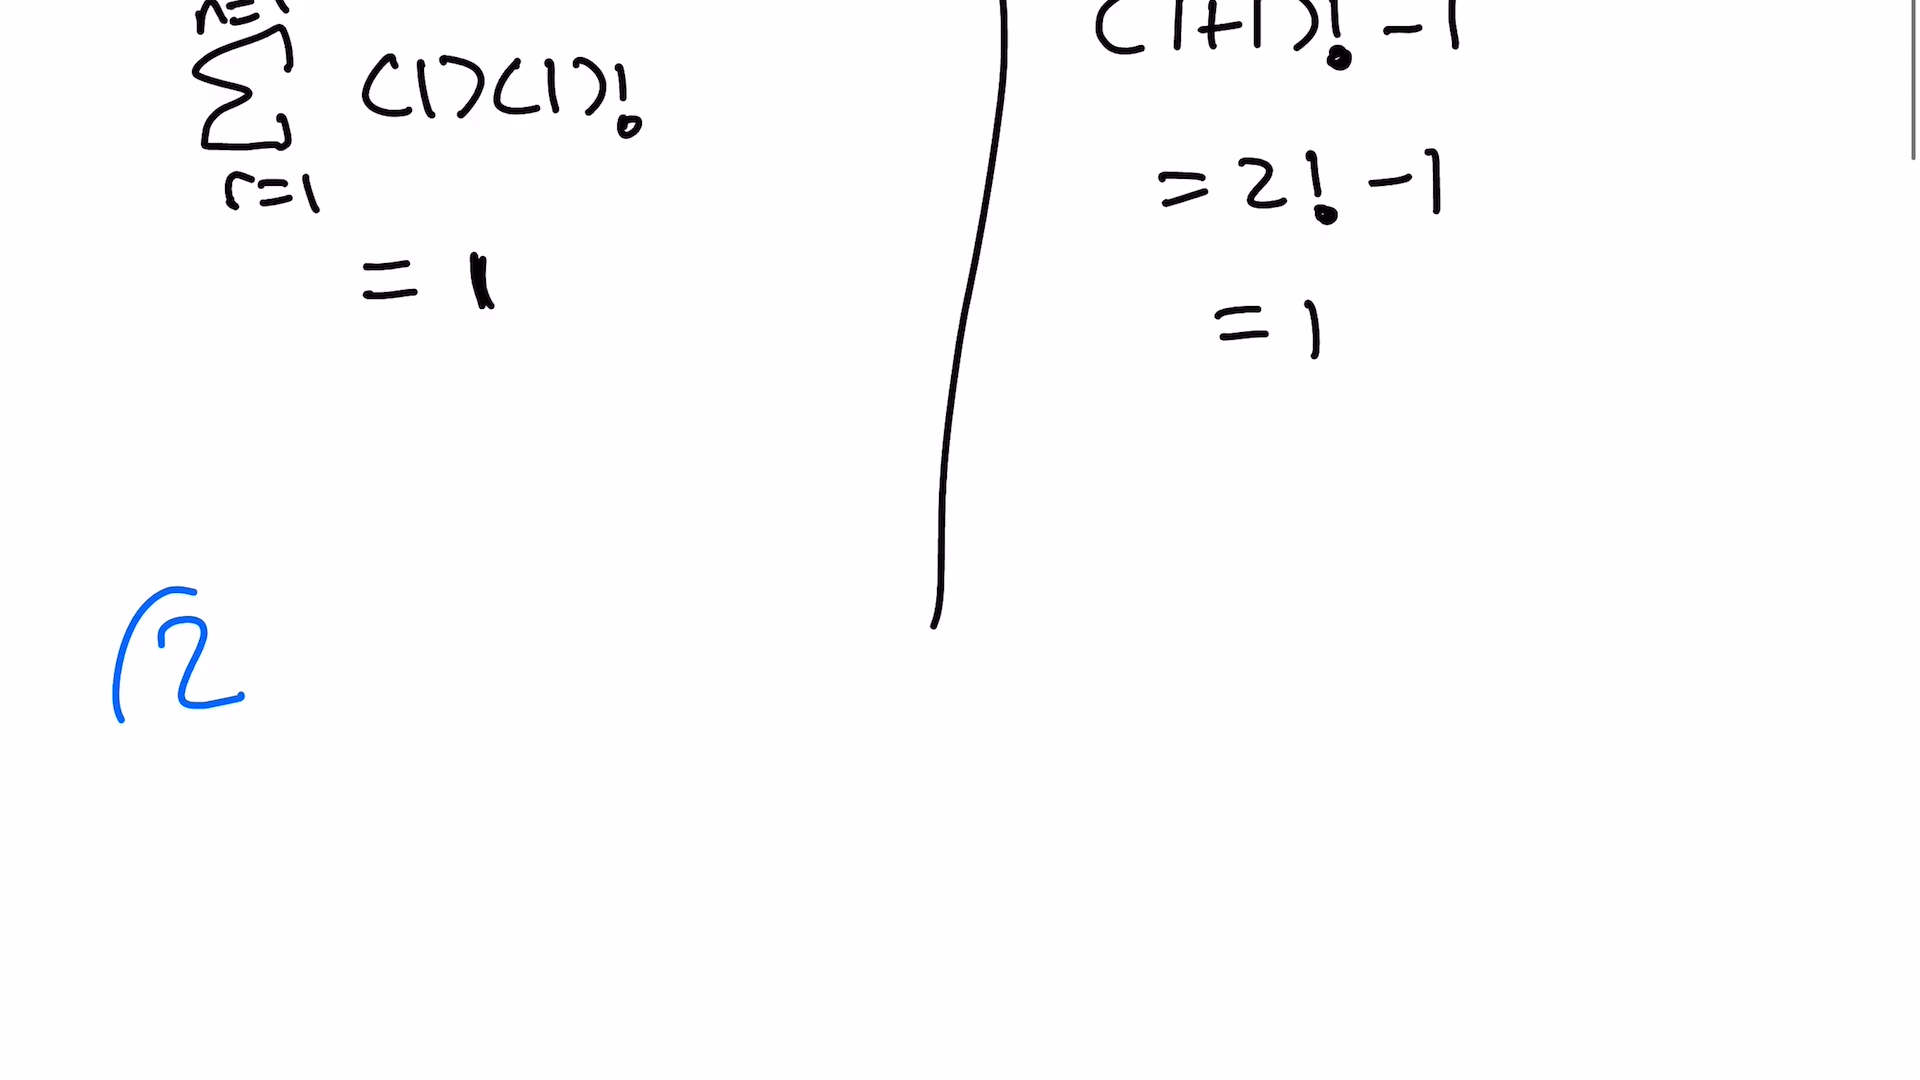 n=1
∑ (1)(1)!
r=1
= 1
(1+1)! - 1
= 2! - 1
= 1
(2